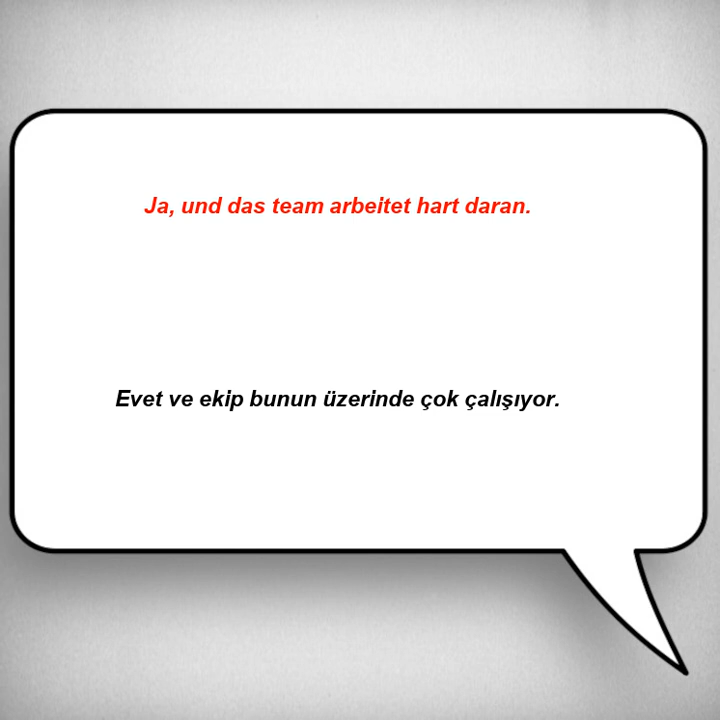 Ja, und das team arbeitet hart daran.
Evet ve ekip bunun üzerinde çok çalışıyor.